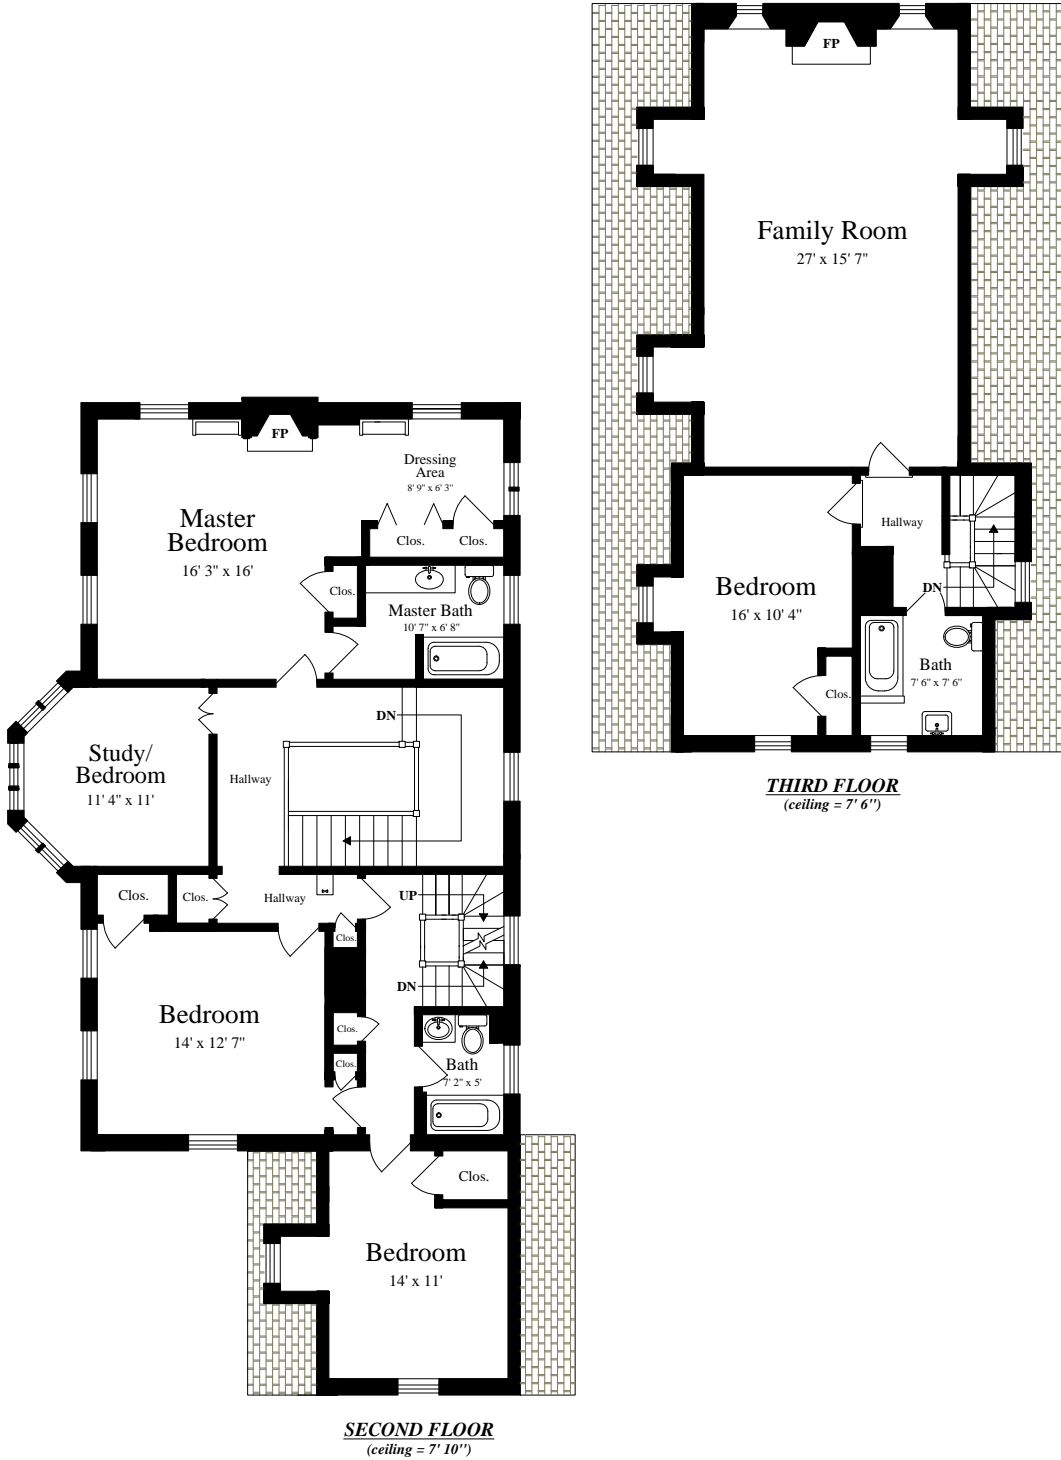 FP
Family Room
27' x 15' 7"
Hallway
DN
Bedroom
16' x 10' 4"
Clos.
Bath
7' 6" x 7' 6"
THIRD FLOOR
(ceiling = 7' 6")
FP
Dressing
Area
8' 9" x 6' 3"
Clos.
Clos.
Master
Bedroom
16' 3" x 16'
Clos.
Master Bath
10' 7" x 6' 8"
DN
Study/
Bedroom
11' 4" x 11'
Hallway
Clos.
Clos.
Hallway
UP
Clos.
DN
Bedroom
14' x 12' 7"
Clos.
Clos.
Bath
7' 2" x 5'
Clos.
Bedroom
14' x 11'
SECOND FLOOR
(ceiling = 7' 10")